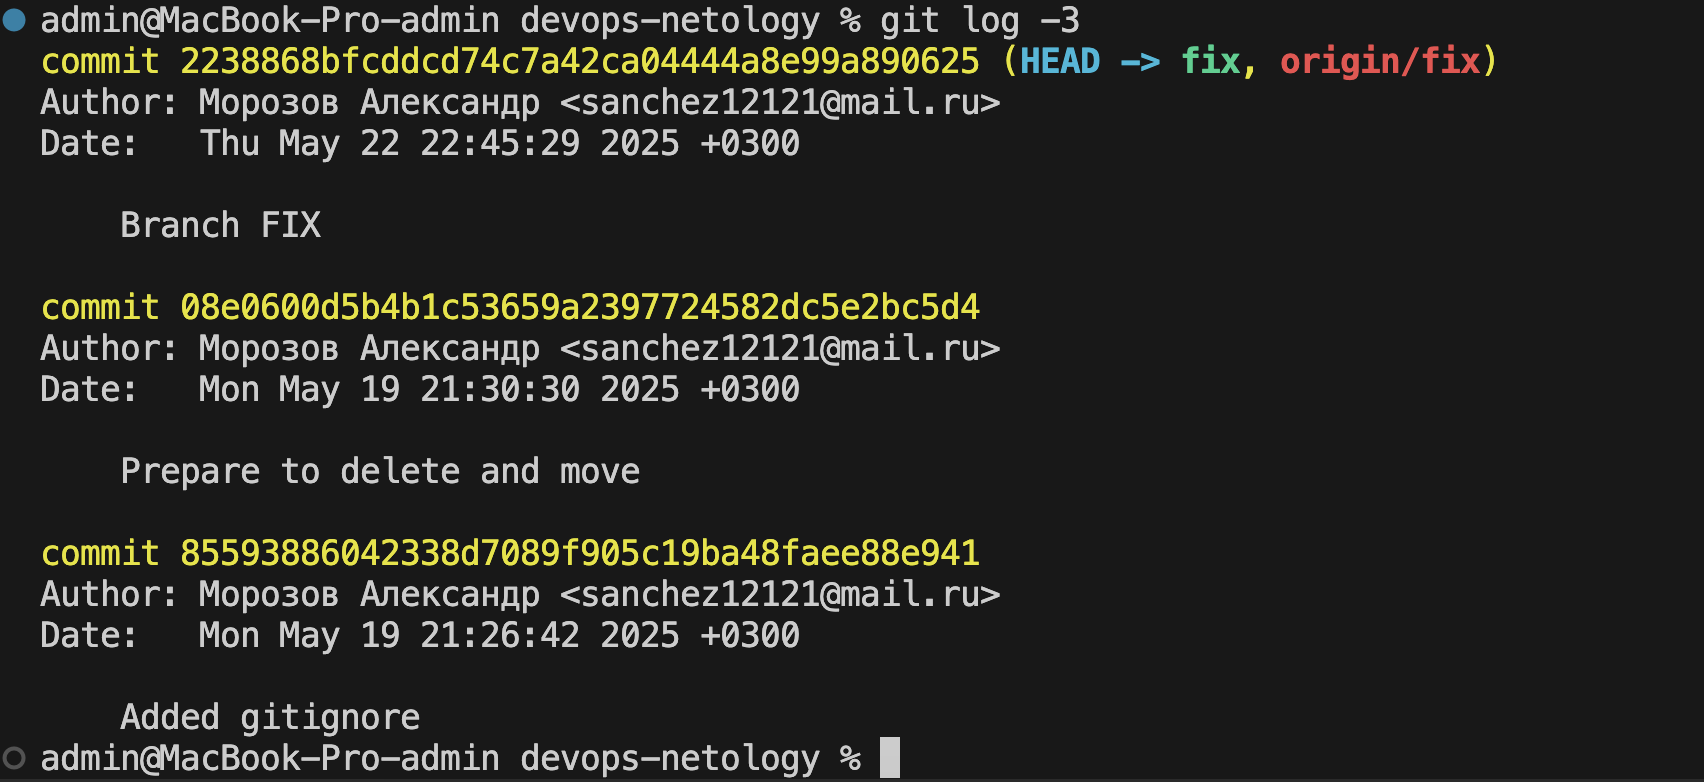 admin@MacBook-Pro-admin devops-netology % git log -3
commit 2238868bfcddcd74c7a42ca04444a8e99a890625 (HEAD -> fix, origin/fix)
Author: Морозов Александр <sanchez12121@mail.ru>
Date:   Thu May 22 22:45:29 2025 +0300
Branch FIX
commit 08e0600d5b4b1c53659a2397724582dc5e2bc5d4
Author: Морозов Александр <sanchez12121@mail.ru>
Date:   Mon May 19 21:30:30 2025 +0300
Prepare to delete and move
commit 85593886042338d7089f905c19ba48faee88e941
Author: Морозов Александр <sanchez12121@mail.ru>
Date:   Mon May 19 21:26:42 2025 +0300
Added gitignore
admin@MacBook-Pro-admin devops-netology %